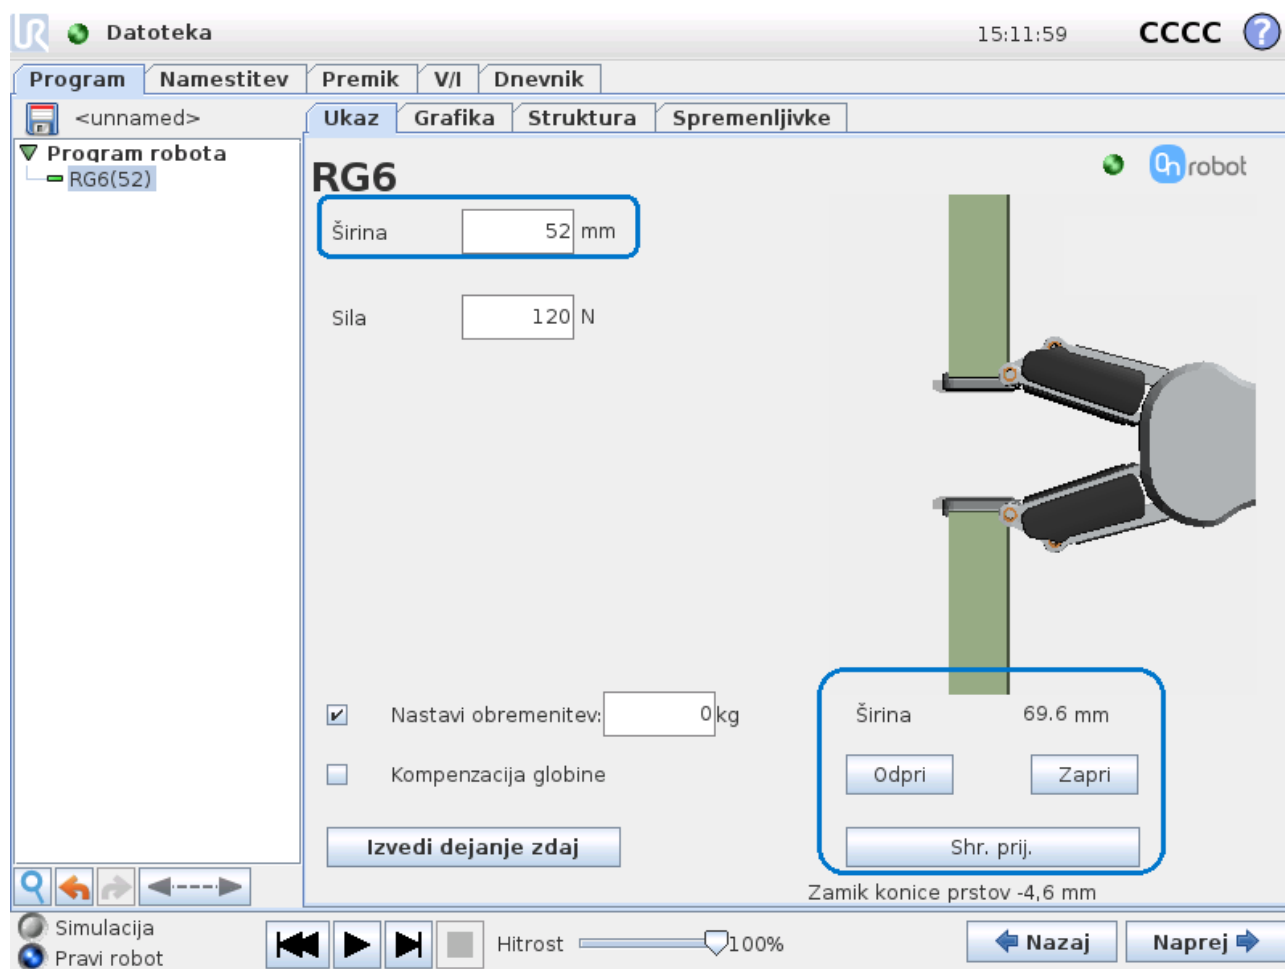 Datoteka 15:11:59 CCCC ?
Program Namestitev Premik V/I Dnevnik
<unnamed> Ukaz Grafika Struktura Spremenljivke
Program robota
RG6(52)
RG6
On robot
Širina 52 mm
Sila 120 N
Nastavi obremenitev: 0 kg
Širina 69.6 mm
Kompenzacija globine
Odpri Zapri
Izvedi dejanje zdaj
Shr. prij.
Zamik konice prstov -4,6 mm
Simulacija
Pravi robot
Hitrost 100%
Nazaj Naprej